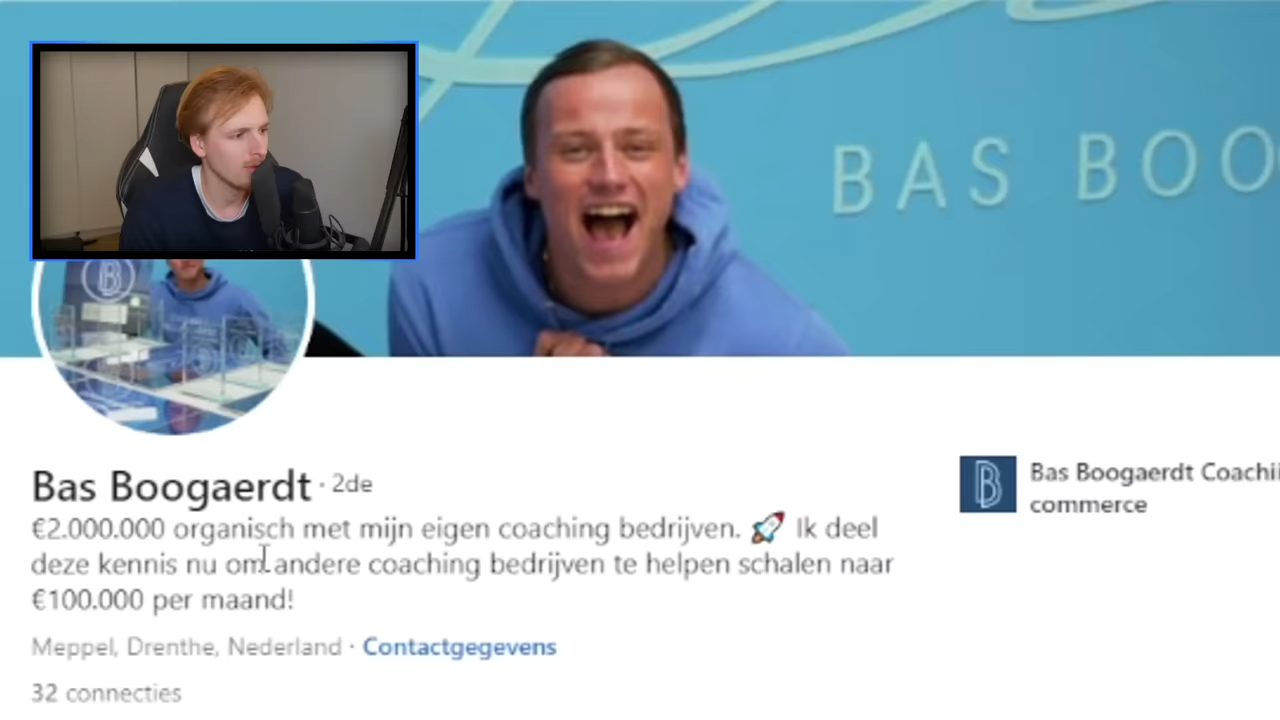 BAS BOO
B
Bas Boogaerdt · 2de
€2.000.000 organisch met mijn eigen coaching bedrijven. 🚀 Ik deel
deze kennis nu om andere coaching bedrijven te helpen schalen naar
€100.000 per maand!
Meppel, Drenthe, Nederland · Contactgegevens
32 connecties
B
Bas Boogaerdt Coachi
commerce